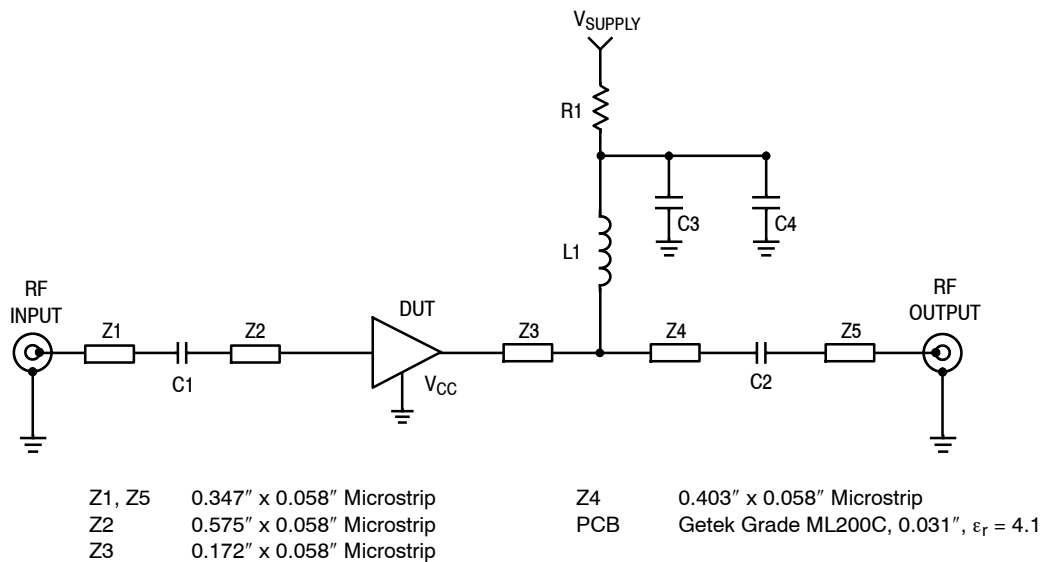 VSUPPLY
R1
C3
C4
L1
RF
INPUT
Z1
C1
Z2
DUT
VCC
Z3
Z4
C2
Z5
RF
OUTPUT
Z1, Z5 0.347″ x 0.058″ Microstrip
Z2 0.575″ x 0.058″ Microstrip
Z3 0.172″ x 0.058″ Microstrip
Z4 0.403″ x 0.058″ Microstrip
PCB Getek Grade ML200C, 0.031″, εr = 4.1